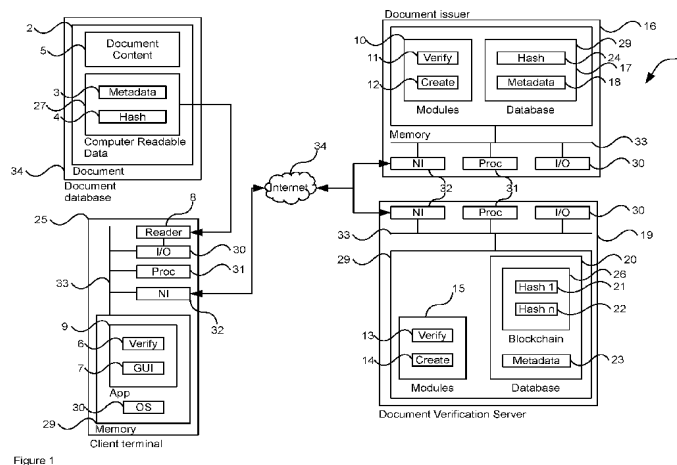 Document issuer
2
5
Document
Content
3
Metadata
27
4
Hash
Computer Readable
Data
Document
34
Document
database
16
10
11
Verify
12
Create
Modules
29
Hash
24
17
Metadata
18
Database
Memory
33
NI
Proc
I/O
30
34
Internet
32
31
NI
Proc
I/O
30
33
19
29
20
26
15
Hash 1
21
Hash n
22
13
Verify
Blockchain
14
Create
Metadata
23
Modules
Database
Document Verification Server
8
25
Reader
I/O
30
Proc
31
33
NI
32
9
6
Verify
7
GUI
App
30
OS
29
Memory
Client terminal
Figure 1